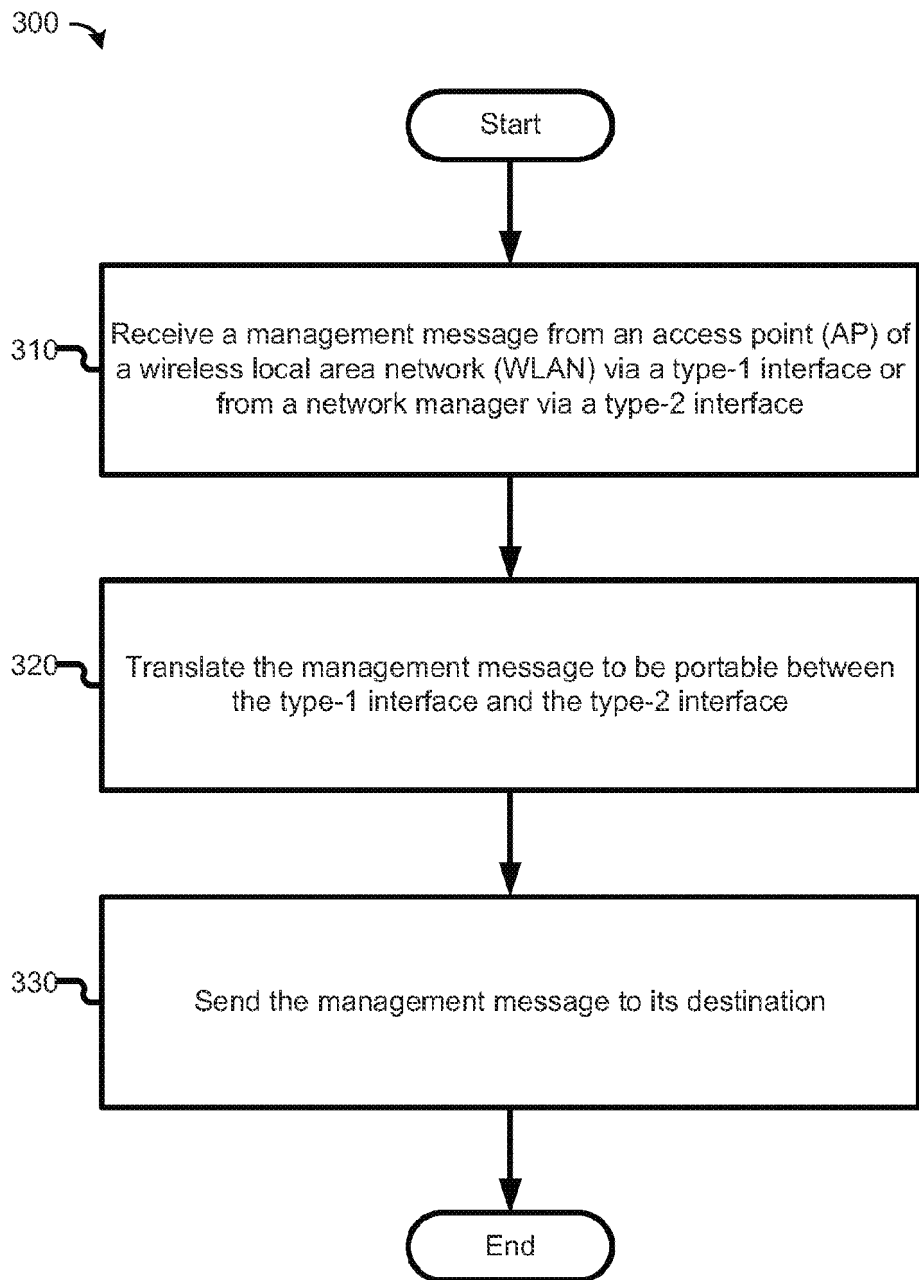 300
Start
310
Receive a management message from an access point (AP) of
a wireless local area network (WLAN) via a type-1 interface or
from a network manager via a type-2 interface
320
Translate the management message to be portable between
the type-1 interface and the type-2 interface
330
Send the management message to its destination
End